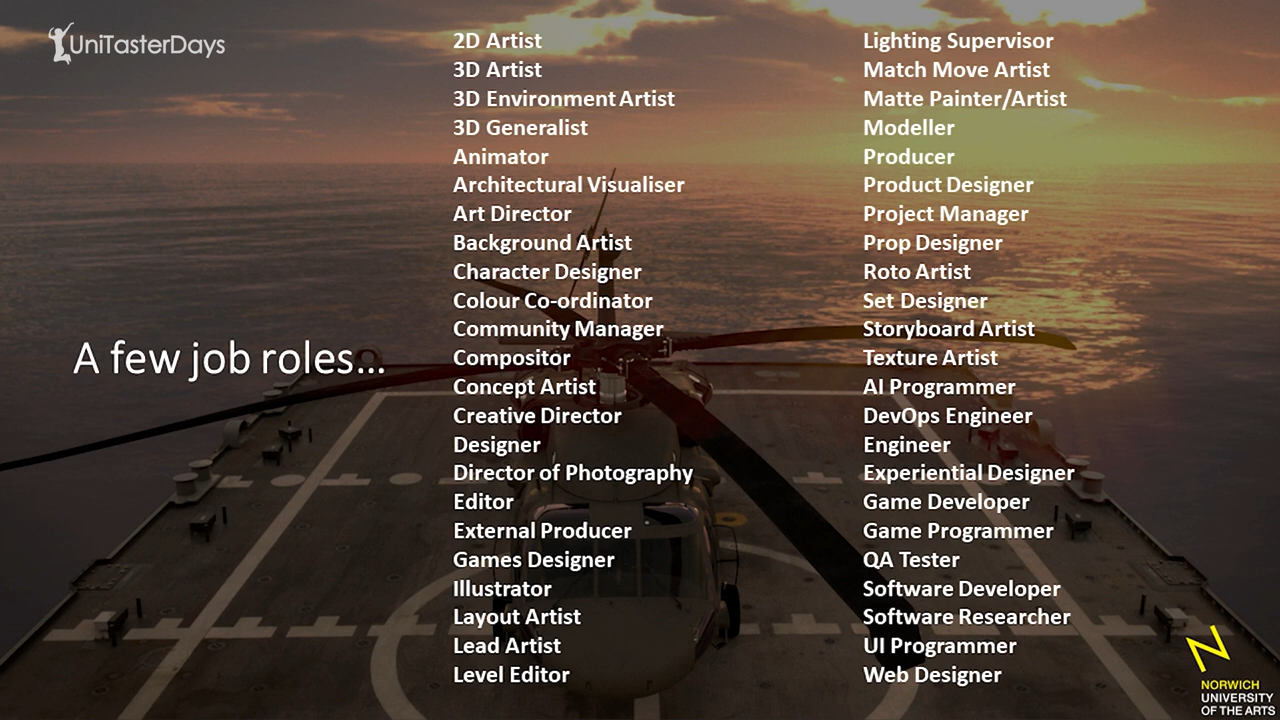 UniTasterDays
A few job roles...
2D Artist
3D Artist
3D Environment Artist
3D Generalist
Animator
Architectural Visualiser
Art Director
Background Artist
Character Designer
Colour Co-ordinator
Community Manager
Compositor
Concept Artist
Creative Director
Designer
Director of Photography
Editor
External Producer
Games Designer
Illustrator
Layout Artist
Lead Artist
Level Editor
Lighting Supervisor
Match Move Artist
Matte Painter/Artist
Modeller
Producer
Product Designer
Project Manager
Prop Designer
Roto Artist
Set Designer
Storyboard Artist
Texture Artist
AI Programmer
DevOps Engineer
Engineer
Experiential Designer
Game Developer
Game Programmer
QA Tester
Software Developer
Software Researcher
UI Programmer
Web Designer
N
NORWICH
UNIVERSITY
OF THE ARTS